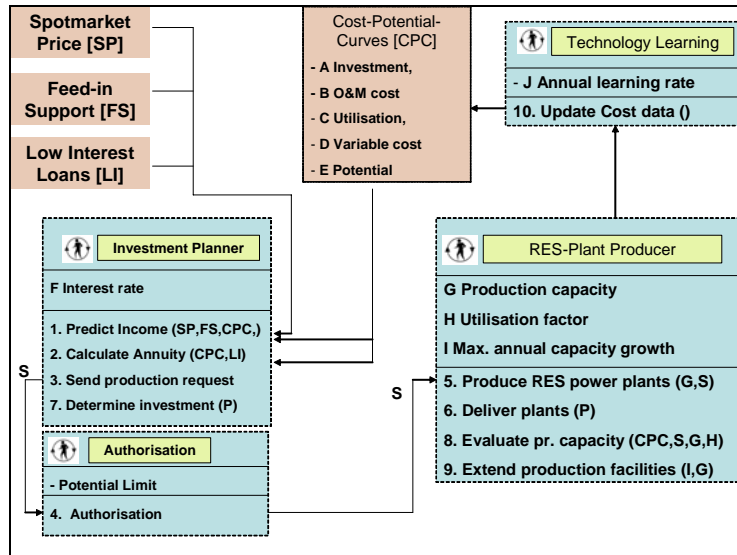 Spotmarket
Price [SP]
Feed-in
Support [FS]
Low Interest
Loans [LI]
Cost-Potential-
Curves [CPC]
- A Investment,
- B O&M cost
- C Utilisation,
- D Variable cost
- E Potential
Technology Learning
- J Annual learning rate
10. Update Cost data ()
Investment Planner
F Interest rate
1. Predict Income (SP,FS,CPC,)
2. Calculate Annuity (CPC,LI)
3. Send production request
7. Determine investment (P)
S
Authorisation
- Potential Limit
4. Authorisation
S
RES-Plant Producer
G Production capacity
H Utilisation factor
I Max. annual capacity growth
5. Produce RES power plants (G,S)
6. Deliver plants (P)
8. Evaluate pr. capacity (CPC,S,G,H)
9. Extend production facilities (I,G)